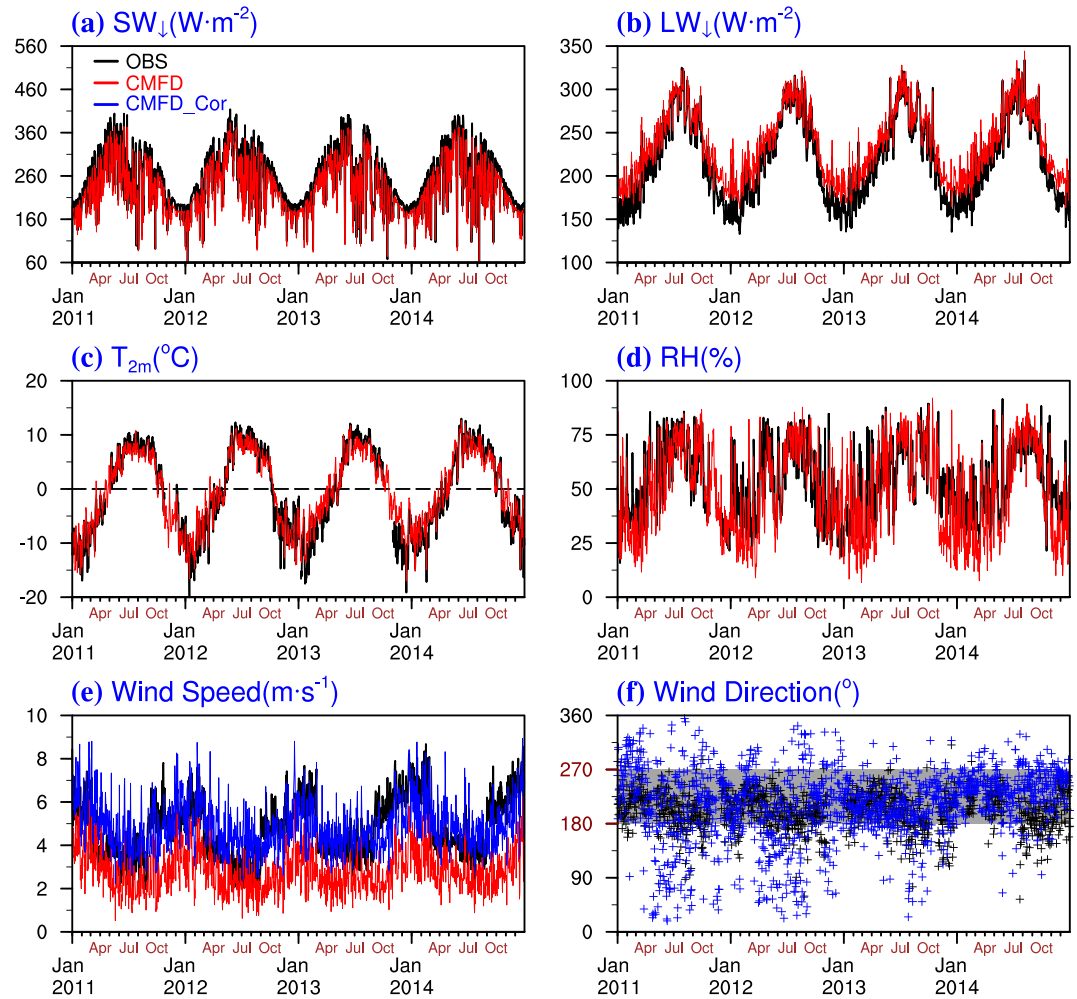 (a) SW↓(W·m⁻²)
560
460
360
260
160
60
OBS
CMFD
CMFD_Cor
Apr Jul Oct Apr Jul Oct Apr Jul Oct Apr Jul Oct
Jan Jan Jan Jan
2011 2012 2013 2014
(b) LW↓(W·m⁻²)
350
300
250
200
150
100
Apr Jul Oct Apr Jul Oct Apr Jul Oct Apr Jul Oct
Jan Jan Jan Jan
2011 2012 2013 2014
(c) T₂ₘ(°C)
20
10
0
-10
-20
Apr Jul Oct Apr Jul Oct Apr Jul Oct Apr Jul Oct
Jan Jan Jan Jan
2011 2012 2013 2014
(d) RH(%)
100
75
50
25
0
Apr Jul Oct Apr Jul Oct Apr Jul Oct Apr Jul Oct
Jan Jan Jan Jan
2011 2012 2013 2014
(e) Wind Speed(m·s⁻¹)
10
8
6
4
2
0
Apr Jul Oct Apr Jul Oct Apr Jul Oct Apr Jul Oct
Jan Jan Jan Jan
2011 2012 2013 2014
(f) Wind Direction(°)
360
270
180
90
0
Apr Jul Oct Apr Jul Oct Apr Jul Oct Apr Jul Oct
Jan Jan Jan Jan
2011 2012 2013 2014